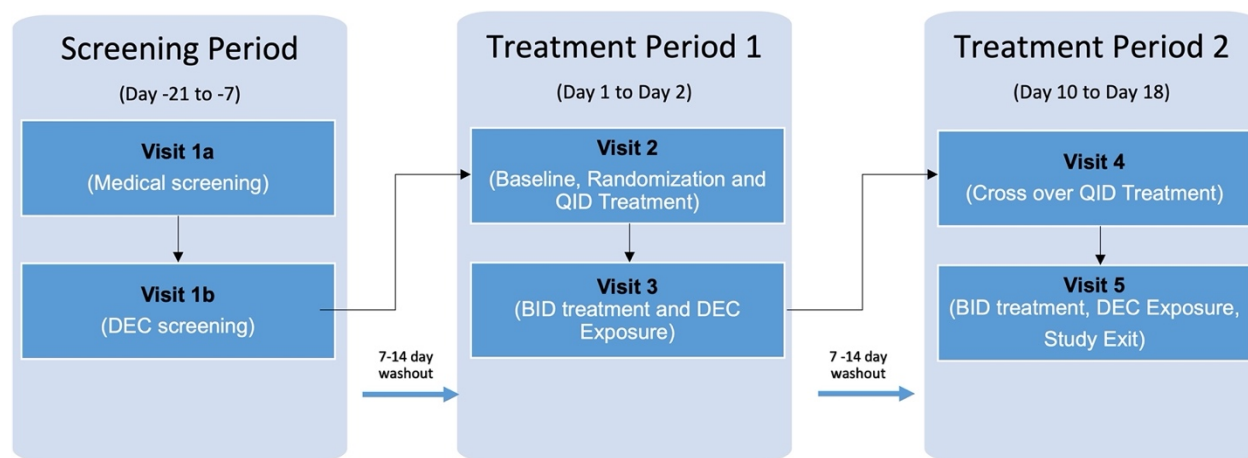 Screening Period
(Day -21 to -7)
Visit 1a
(Medical screening)
Visit 1b
(DEC screening)
7-14 day
washout
Treatment Period 1
(Day 1 to Day 2)
Visit 2
(Baseline, Randomization and
QID Treatment)
Visit 3
(BID treatment and DEC
Exposure)
7 -14 day
washout
Treatment Period 2
(Day 10 to Day 18)
Visit 4
(Cross over QID Treatment)
Visit 5
(BID treatment, DEC Exposure,
Study Exit)